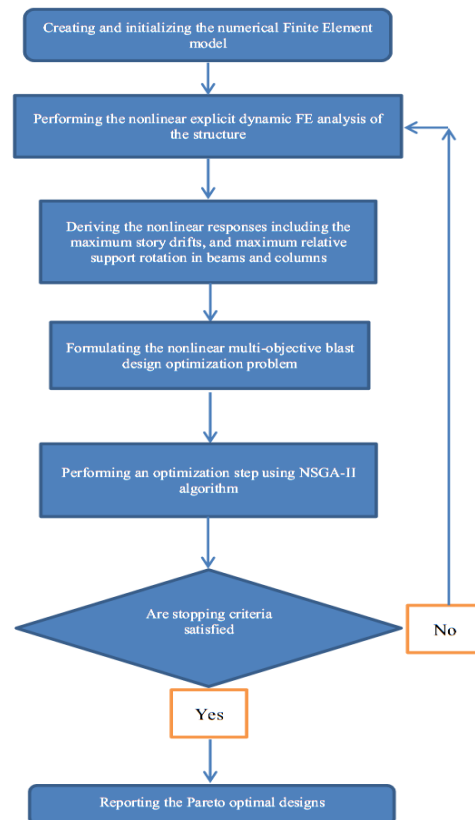 Creating and initializing the numerical Finite Element
model
Performing the nonlinear explicit dynamic FE analysis of
the structure
Deriving the nonlinear responses including the
maximum story drifts, and maximum relative
support rotation in beams and columns
Formulating the nonlinear multi-objective blast
design optimization problem
Performing an optimization step using NSGA-II
algorithm
Are stopping criteria
satisfied
No
Yes
Reporting the Pareto optimal designs